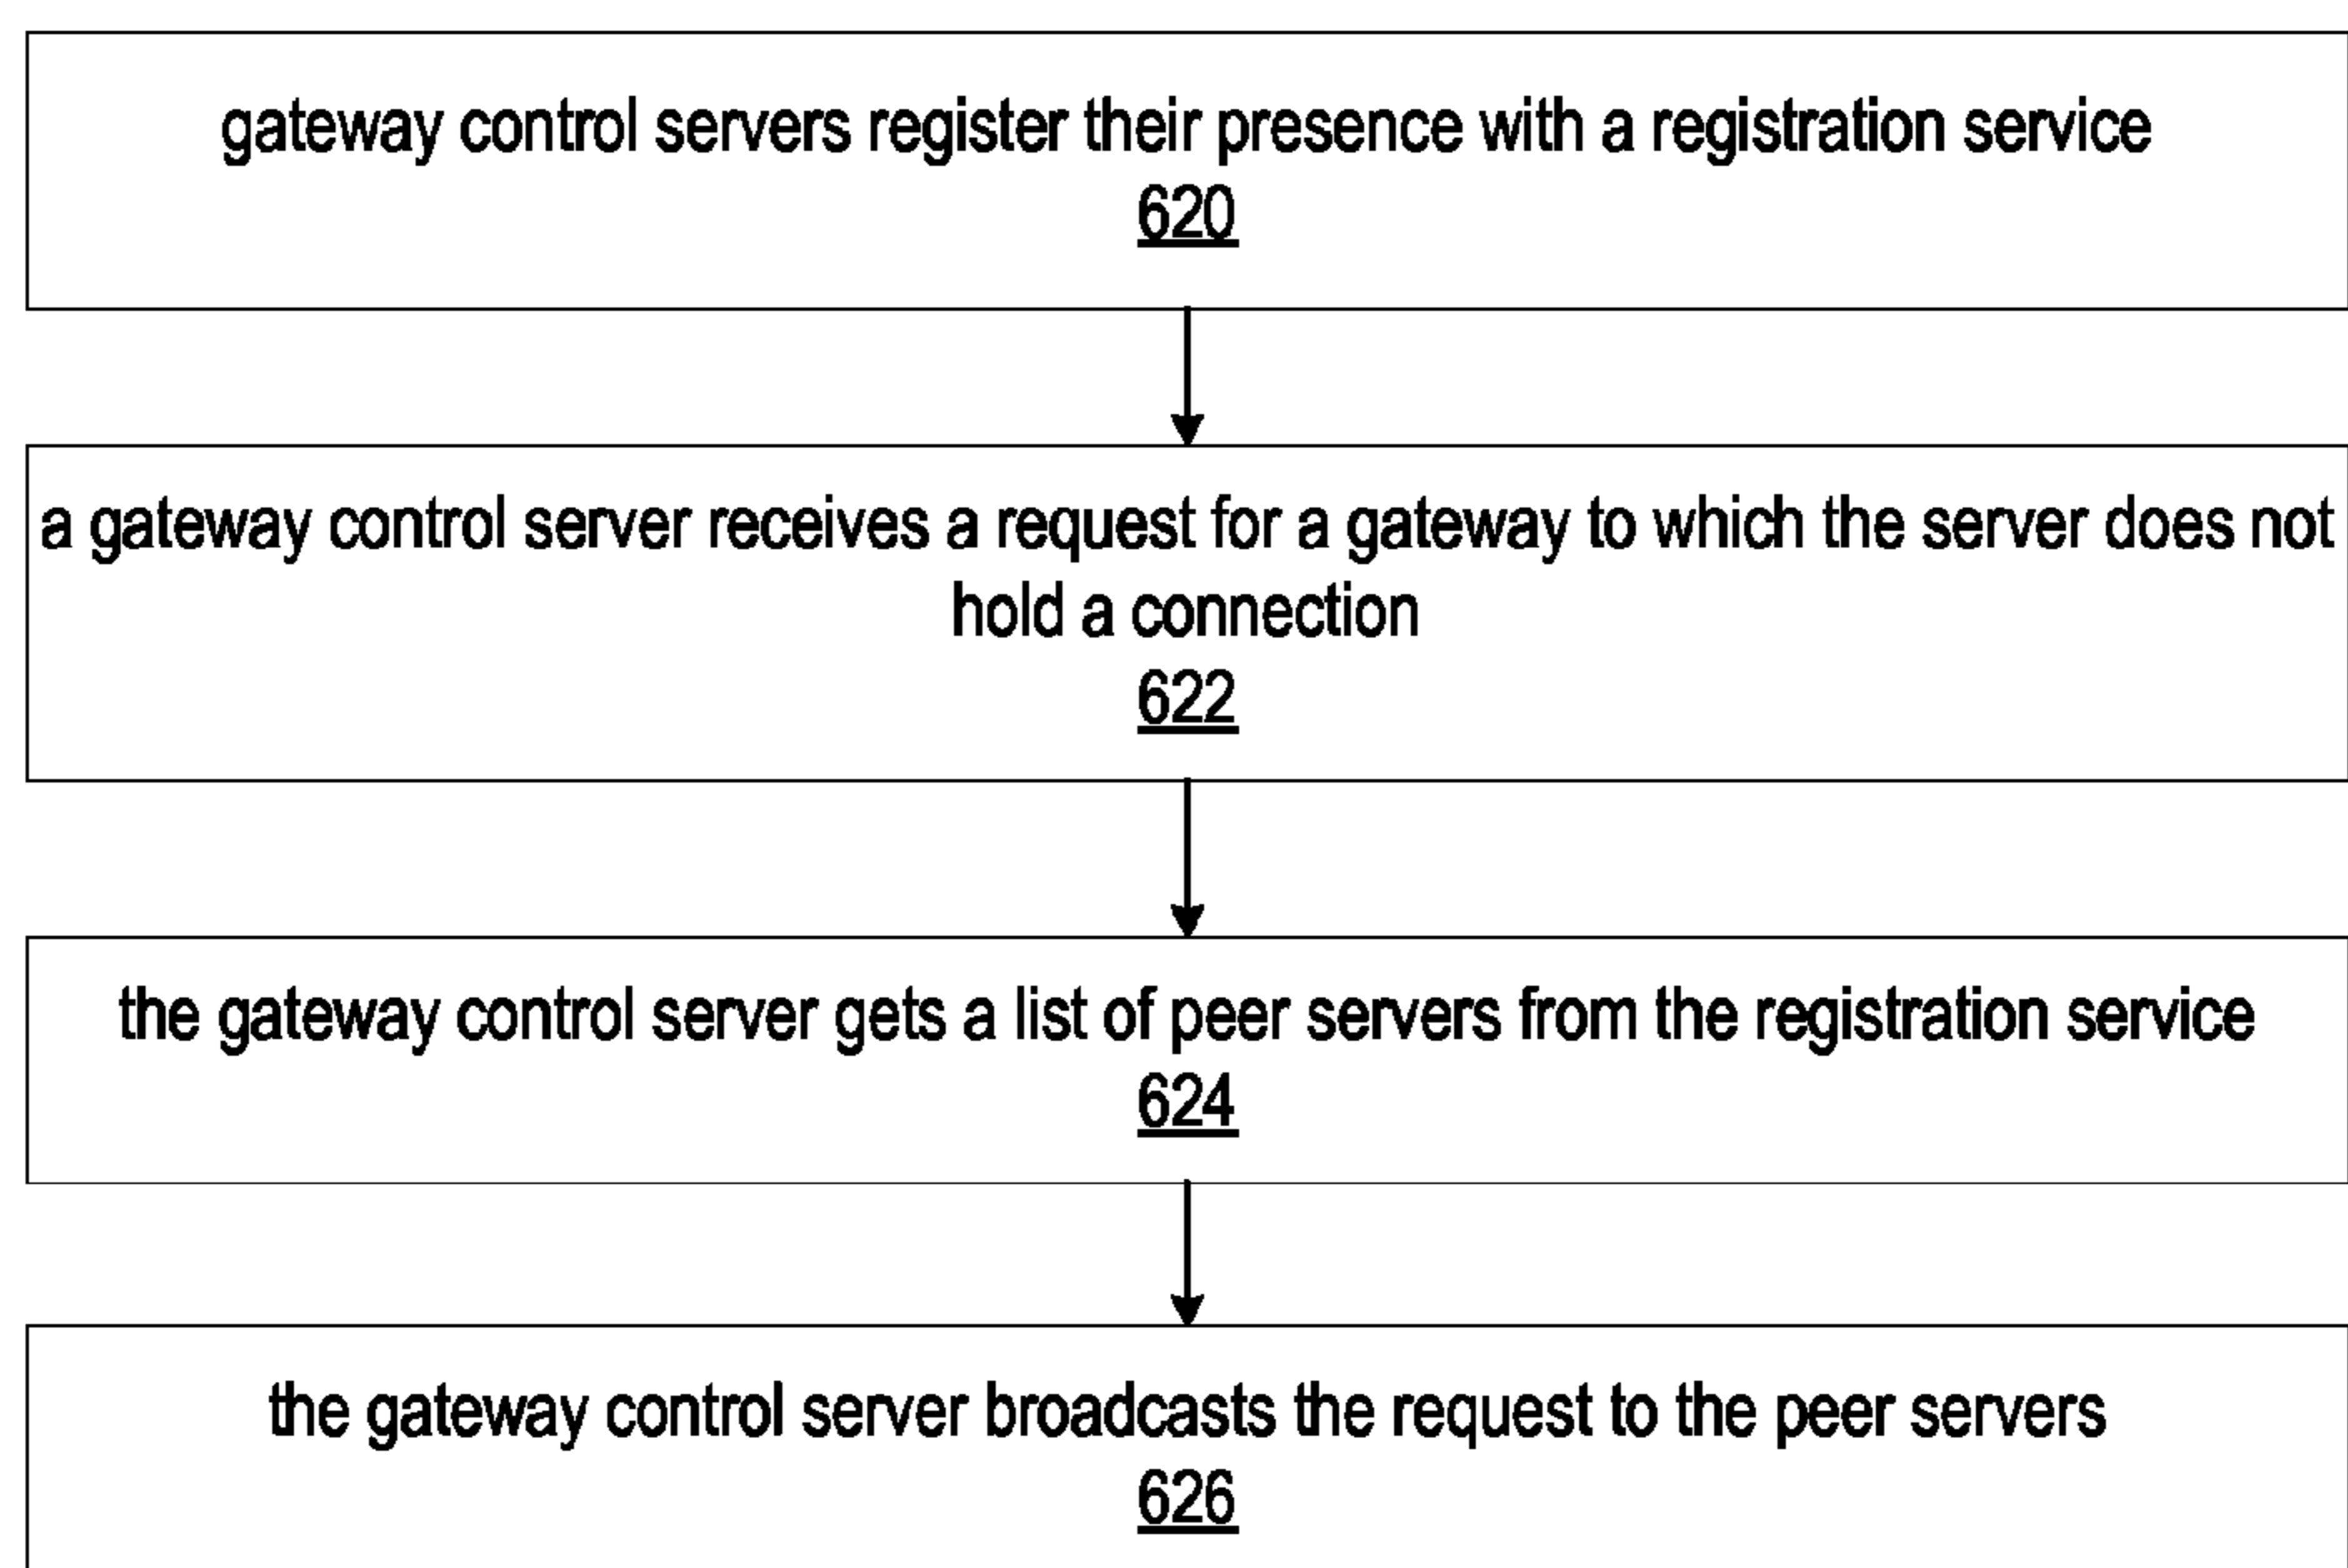 gateway control servers register their presence with a registration service
620
a gateway control server receives a request for a gateway to which the server does not
hold a connection
622
the gateway control server gets a list of peer servers from the registration service
624
the gateway control server broadcasts the request to the peer servers
626